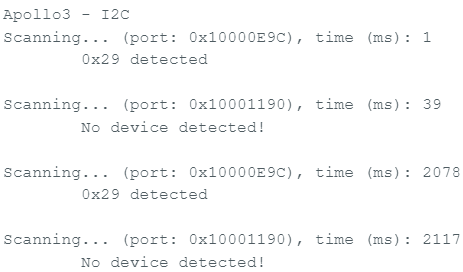 Apollo3 - I2C
Scanning... (port: 0x10000E9C), time (ms): 1
0x29 detected
Scanning... (port: 0x10001190), time (ms): 39
No device detected!
Scanning... (port: 0x10000E9C), time (ms): 2078
0x29 detected
Scanning... (port: 0x10001190), time (ms): 2117
No device detected!